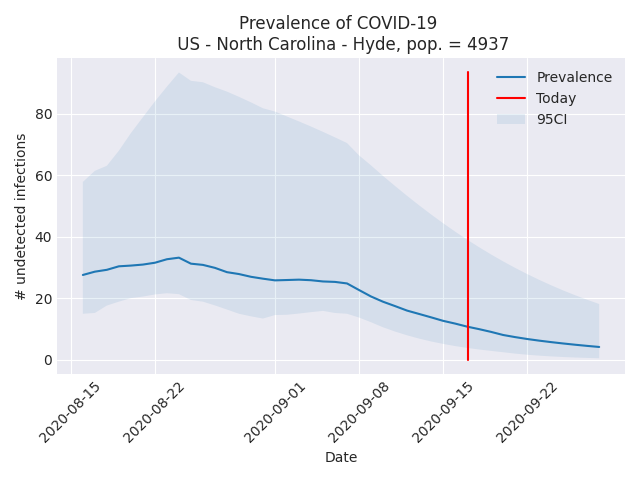 Prevalence of COVID-19
US - North Carolina - Hyde, pop. = 4937
Prevalence
Today
95CI
# undetected infections
80
60
40
20
0
2020-08-15
2020-08-22
2020-09-01
2020-09-08
2020-09-15
2020-09-22
Date